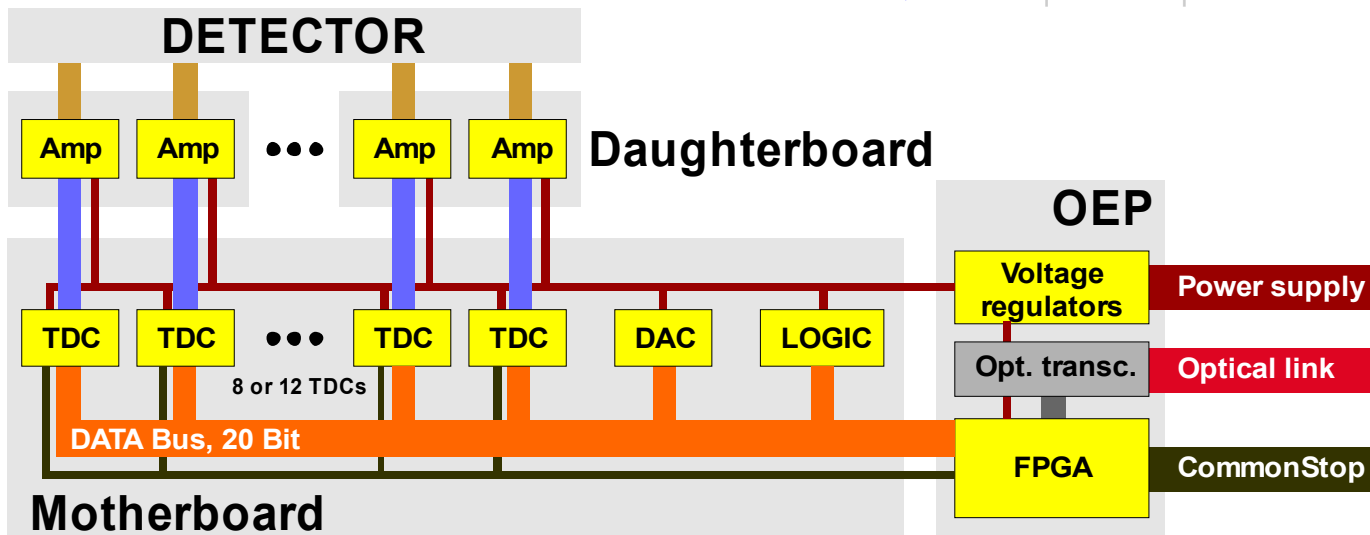 DETECTOR
Amp
Amp
•••
Amp
Amp
Daughterboard
OEP
Voltage
regulators
Power supply
TDC
TDC
•••
TDC
TDC
DAC
LOGIC
Opt. transc.
Optical link
8 or 12 TDCs
DATA Bus, 20 Bit
FPGA
CommonStop
Motherboard